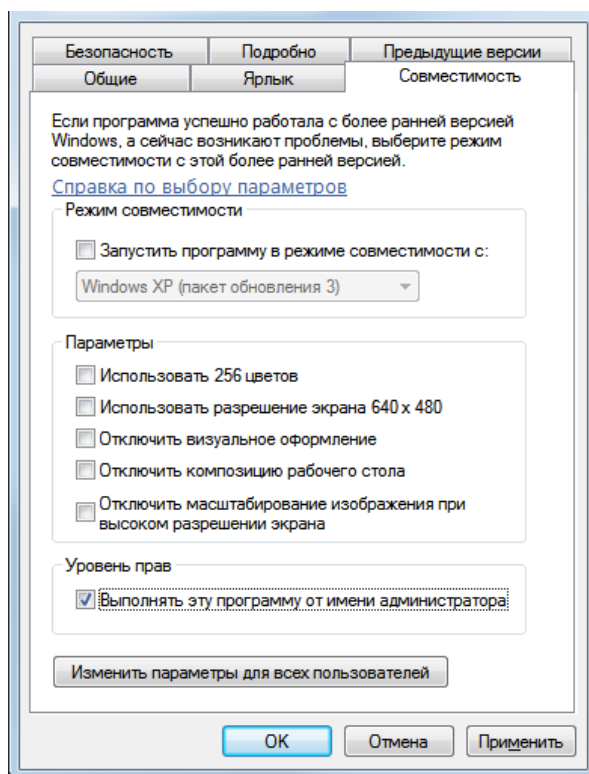 Безопасность Подробно Предыдущие версии
Общие Ярлык Совместимость
Если программа успешно работала с более ранней версией
Windows, а сейчас возникают проблемы, выберите режим
совместимости с этой более ранней версией.
Справка по выбору параметров
Режим совместимости
Запустить программу в режиме совместимости с:
Windows XP (пакет обновления 3)
Параметры
Использовать 256 цветов
Использовать разрешение экрана 640 x 480
Отключить визуальное оформление
Отключить композицию рабочего стола
Отключить масштабирование изображения при
высоком разрешении экрана
Уровень прав
Выполнять эту программу от имени администратора
Изменить параметры для всех пользователей
OK Отмена Применить